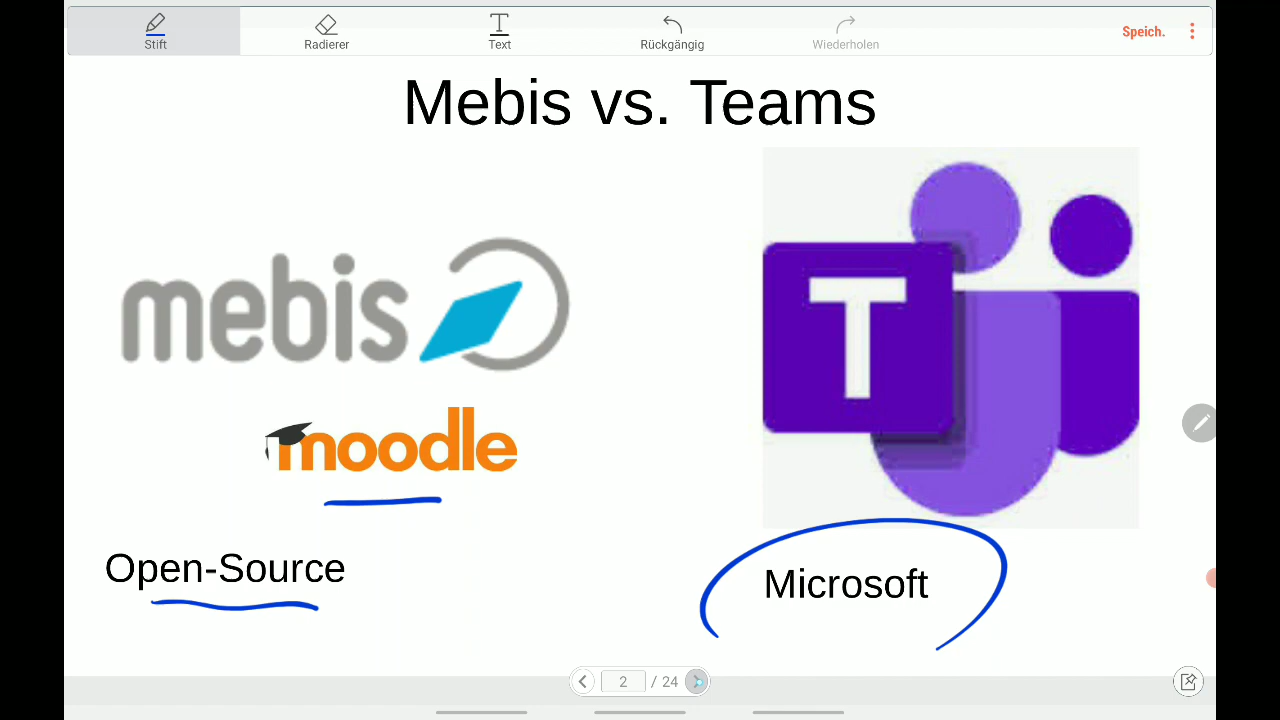 Stift Radierer Text Rückgängig Wiederholen Speich.
Mebis vs. Teams
mebis
T
moodle
Open-Source
Microsoft
2 / 24